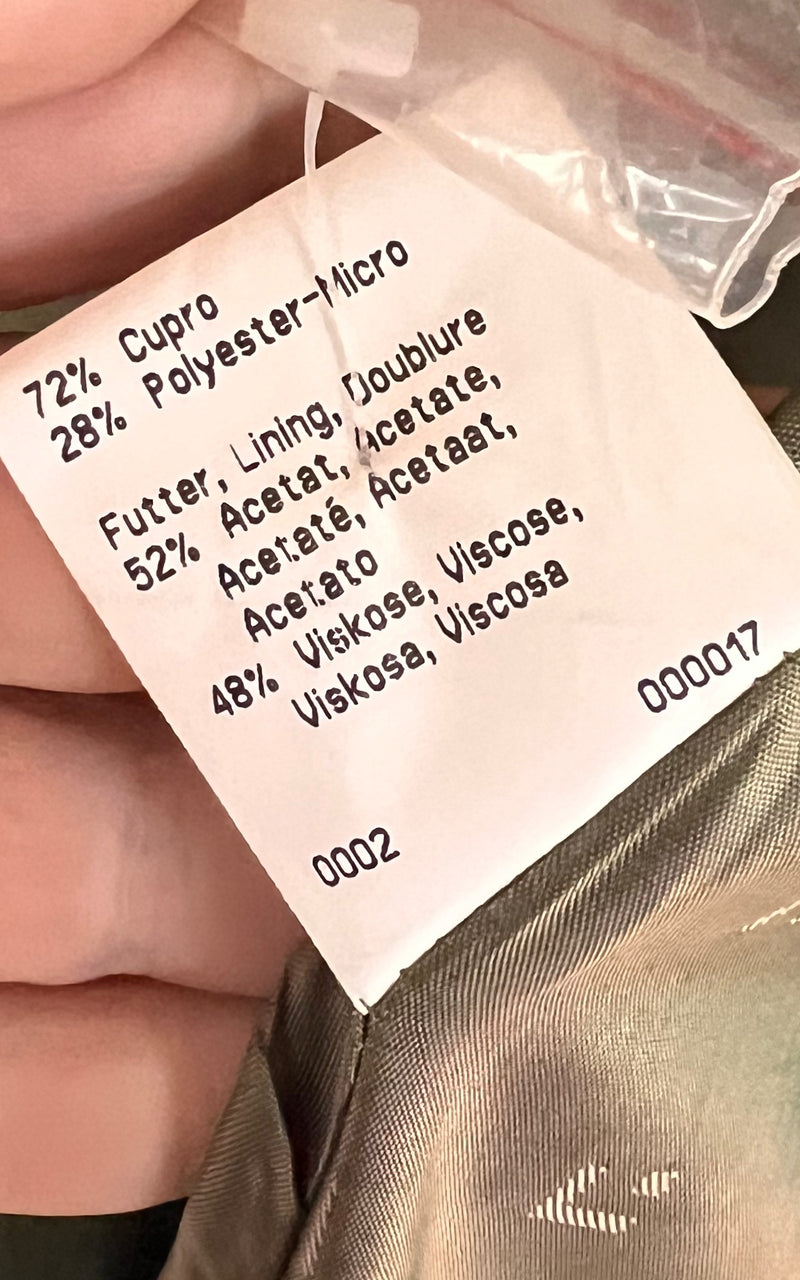 72% Cupro
28% Polyester-Micro
Futter, Lining, Doublure
52% Acetat, Acetate,
Acetaté, Acetaat,
Acetato
48% Viskose, Viscose,
Viskosa, Viscosa
000017
0002